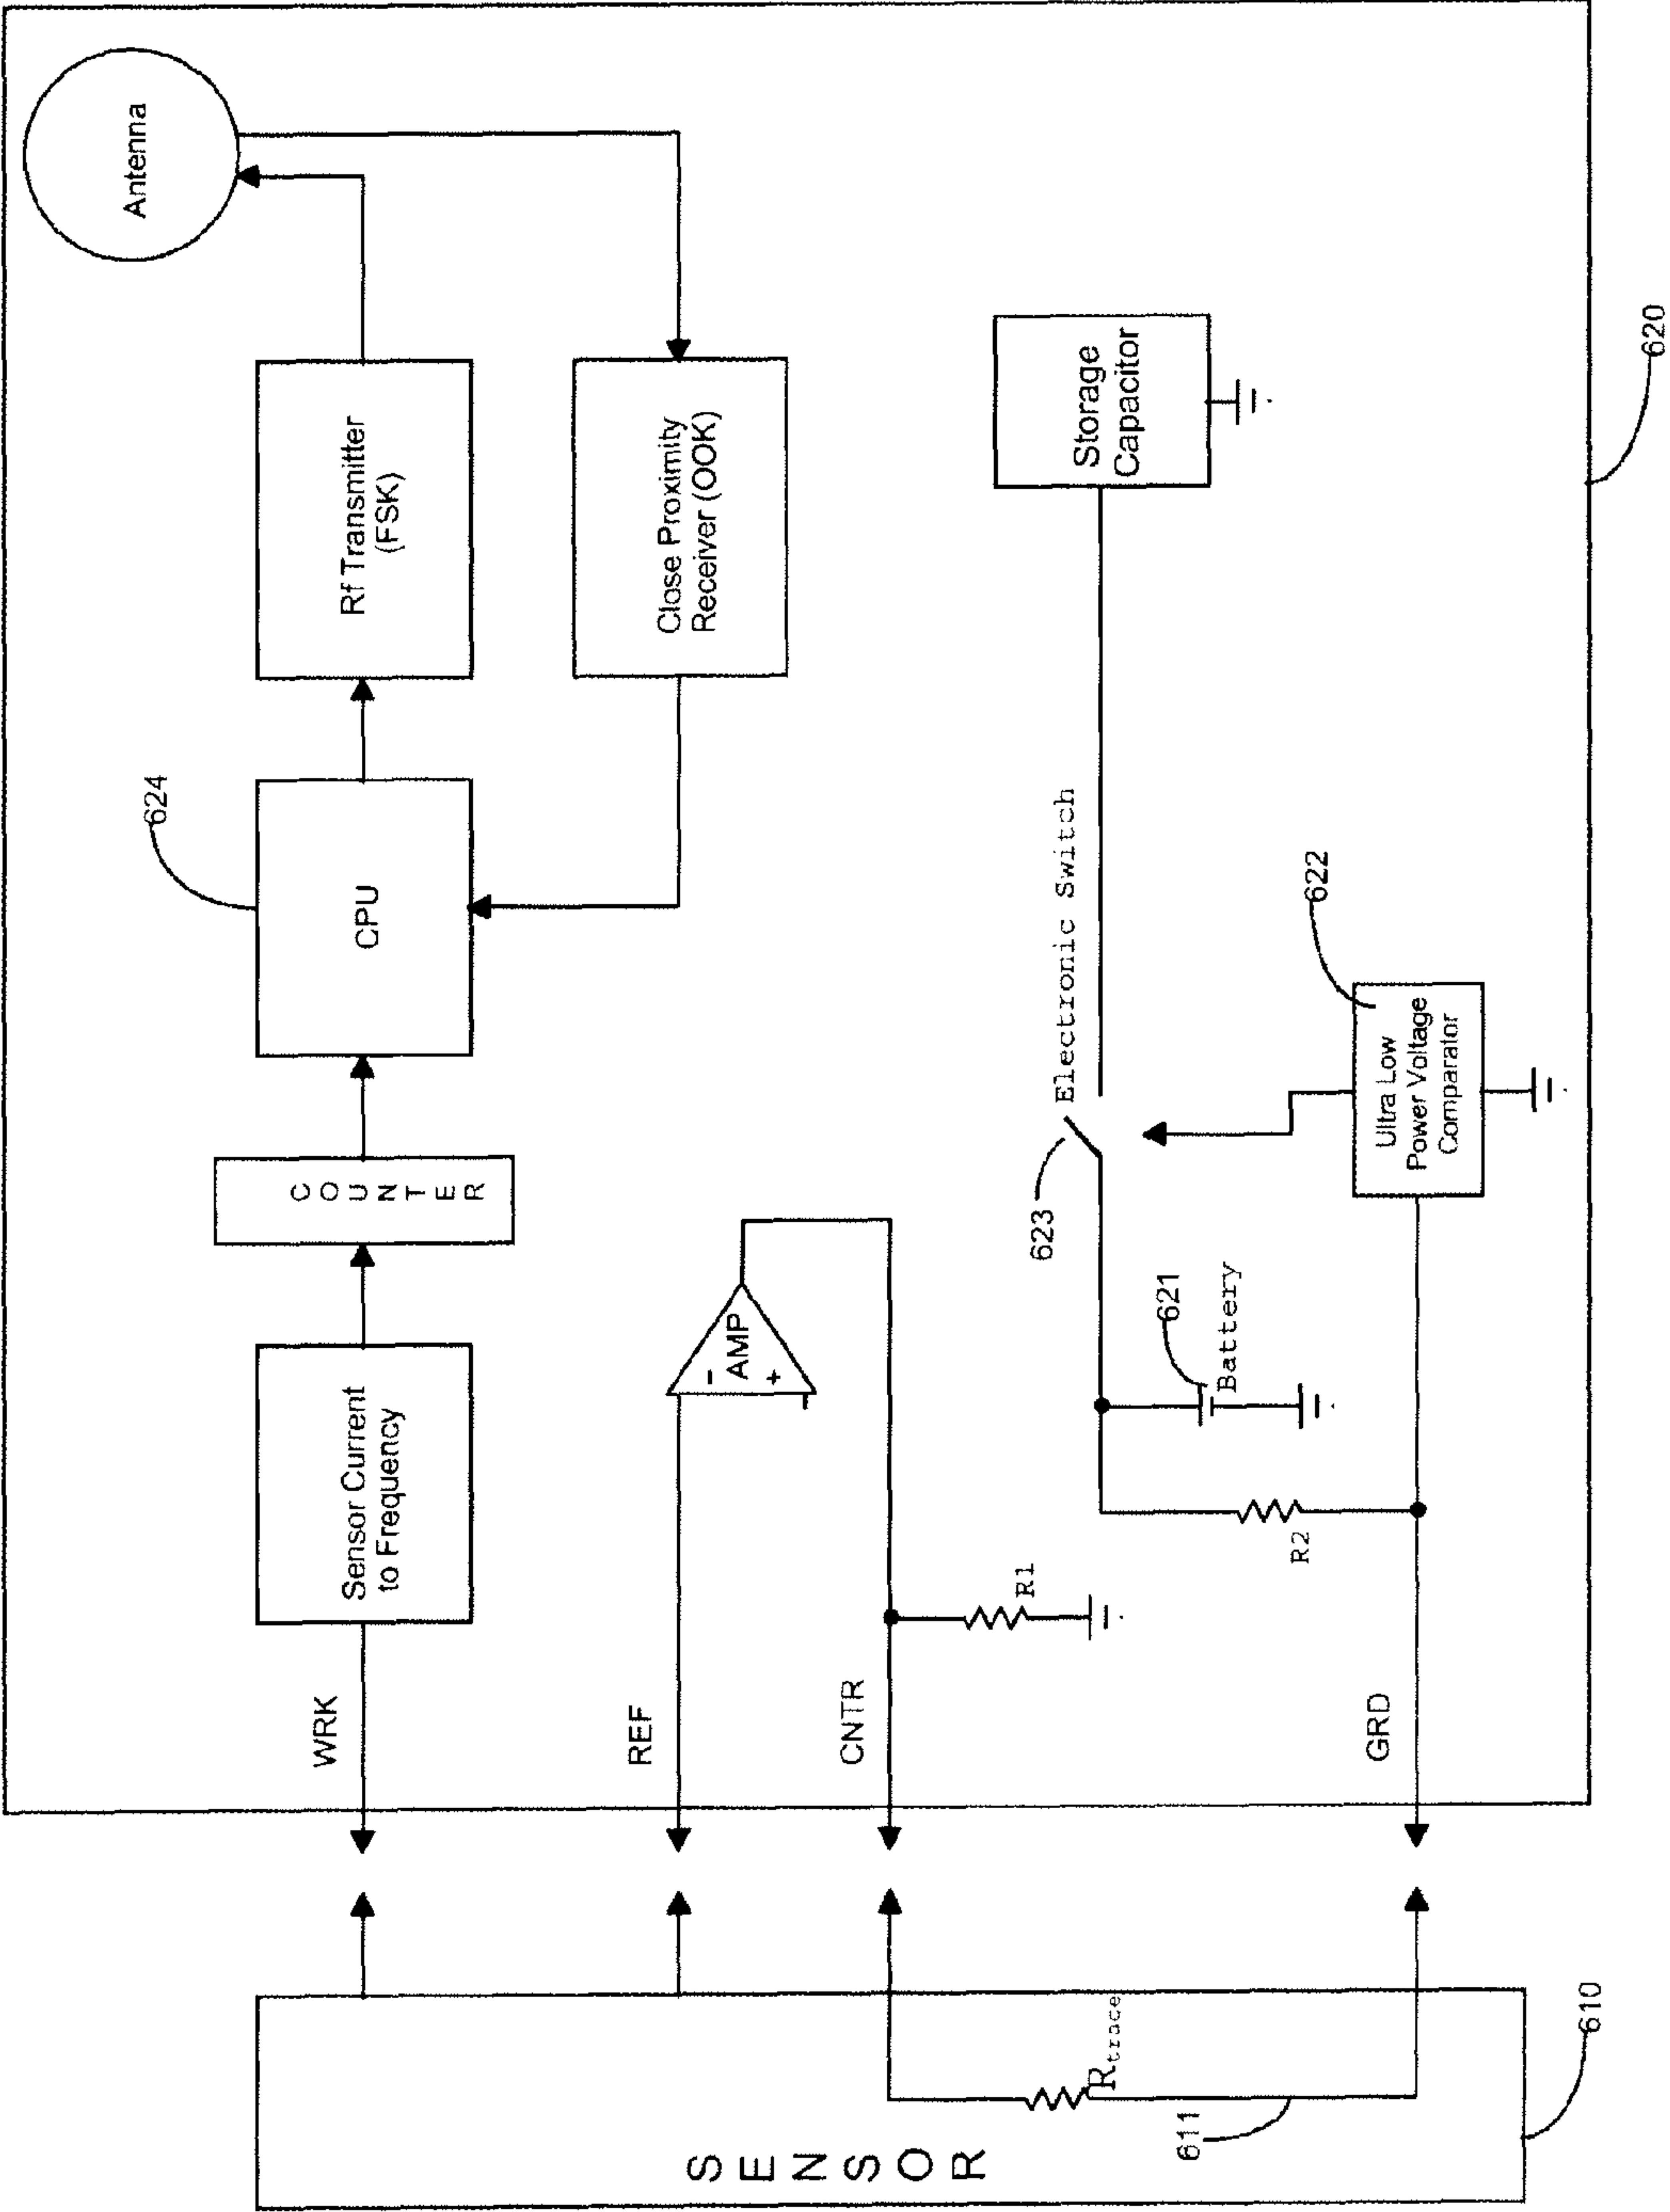 SENSOR
610
611
Rtrace
WRK
REF
CNTR
GRD
Sensor Current
to Frequency
COUNTER
CPU
624
Rf Transmitter
(FSK)
Antenna
Close Proximity
Receiver (OOK)
-
AMP
+
R1
R2
621
Battery
623
Electronic Switch
Storage
Capacitor
622
Ultra Low
Power Voltage
Comparator
620